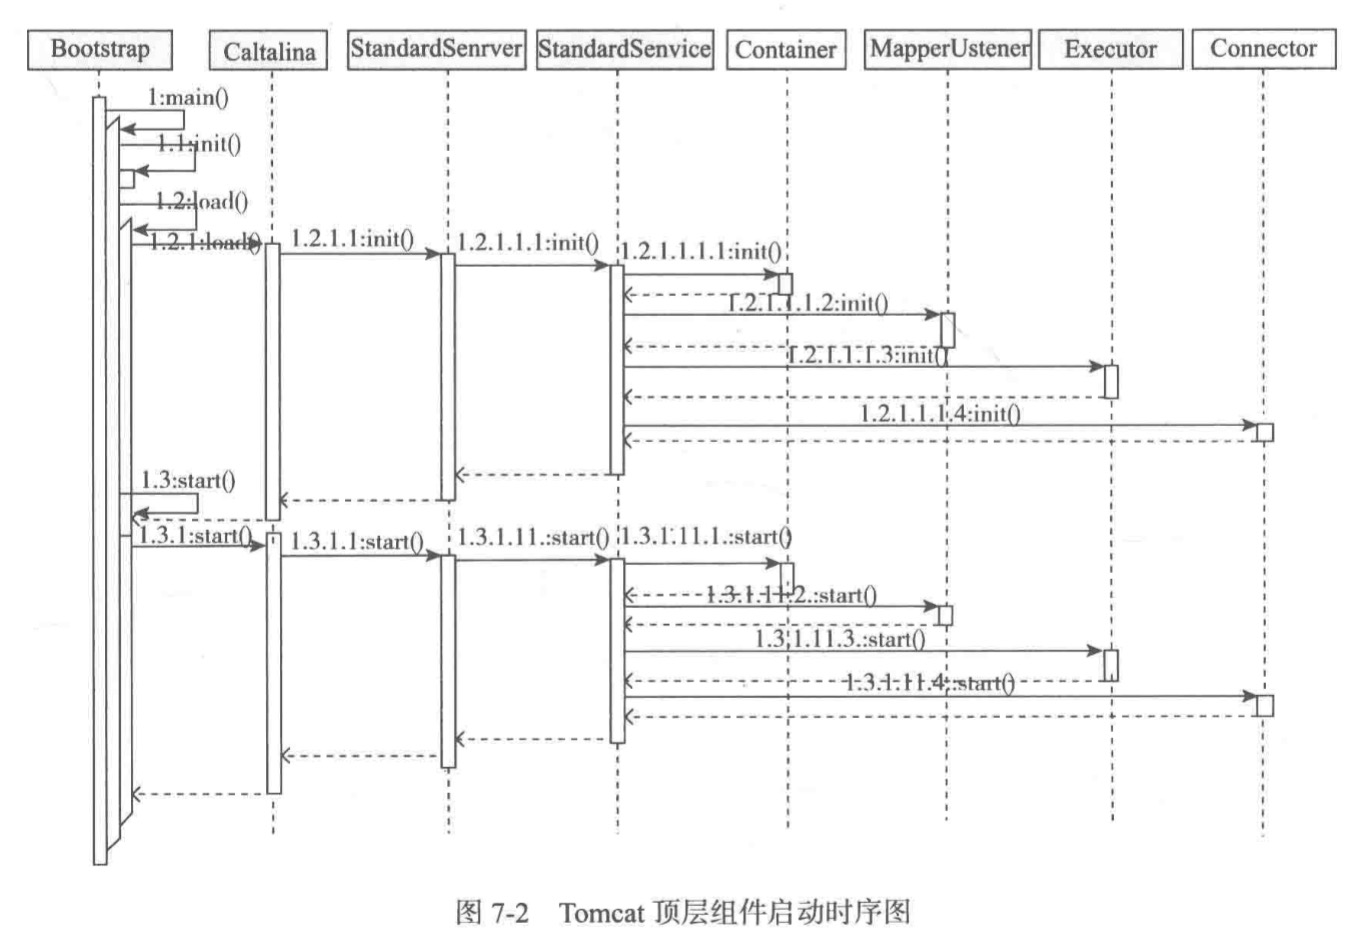 Bootstrap
Caltalina
StandardSenrver
StandardSenvice
Container
MapperUstener
Executor
Connector
1:main()
1.1:init()
1.2:load()
1.2.1:load()
1.2.1.1:init()
1.2.1.1.1:init()
1.2.1.1.1.1:init()
1.2.1.1.1.2:init()
1.2.1.1.1.3:init()
1.2.1.1.1.4:init()
1.3:start()
1.3.1:start()
1.3.1.1:start()
1.3.1.11.:start()
1.3.1.11.1.:start()
1.3.1.11.2.:start()
1.3.1.11.3.:start()
1.3.1.11.4.:start()
图 7-2 Tomcat 顶层组件启动时序图